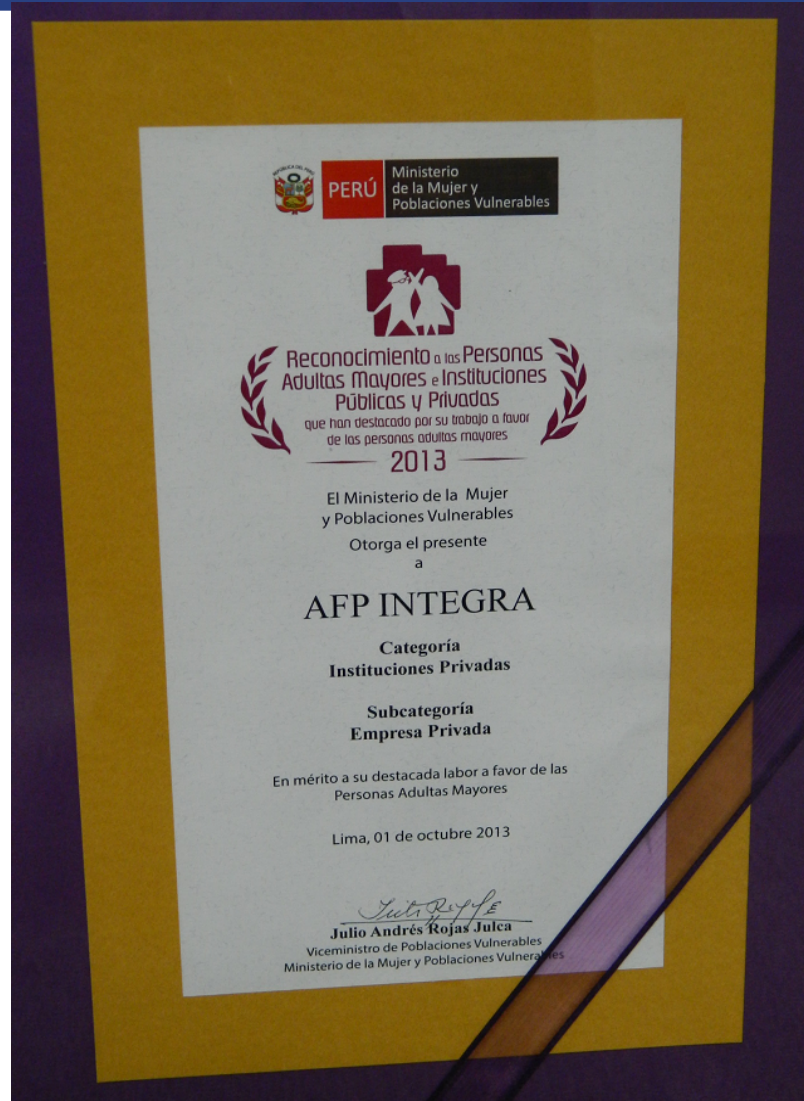 REPÚBLICA DEL PERÚ
PERÚ
Ministerio
de la Mujer y
Poblaciones Vulnerables
Reconocimiento a las Personas
Adultas Mayores e Instituciones
Públicas y Privadas
que han destacado por su trabajo a favor
de las personas adultas mayores
2013
El Ministerio de la Mujer
y Poblaciones Vulnerables
Otorga el presente
a
AFP INTEGRA
Categoría
Instituciones Privadas
Subcategoría
Empresa Privada
En mérito a su destacada labor a favor de las
Personas Adultas Mayores
Lima, 01 de octubre 2013
Julio Andrés Rojas Julca
Viceministro de Poblaciones Vulnerables
Ministerio de la Mujer y Poblaciones Vulnerables